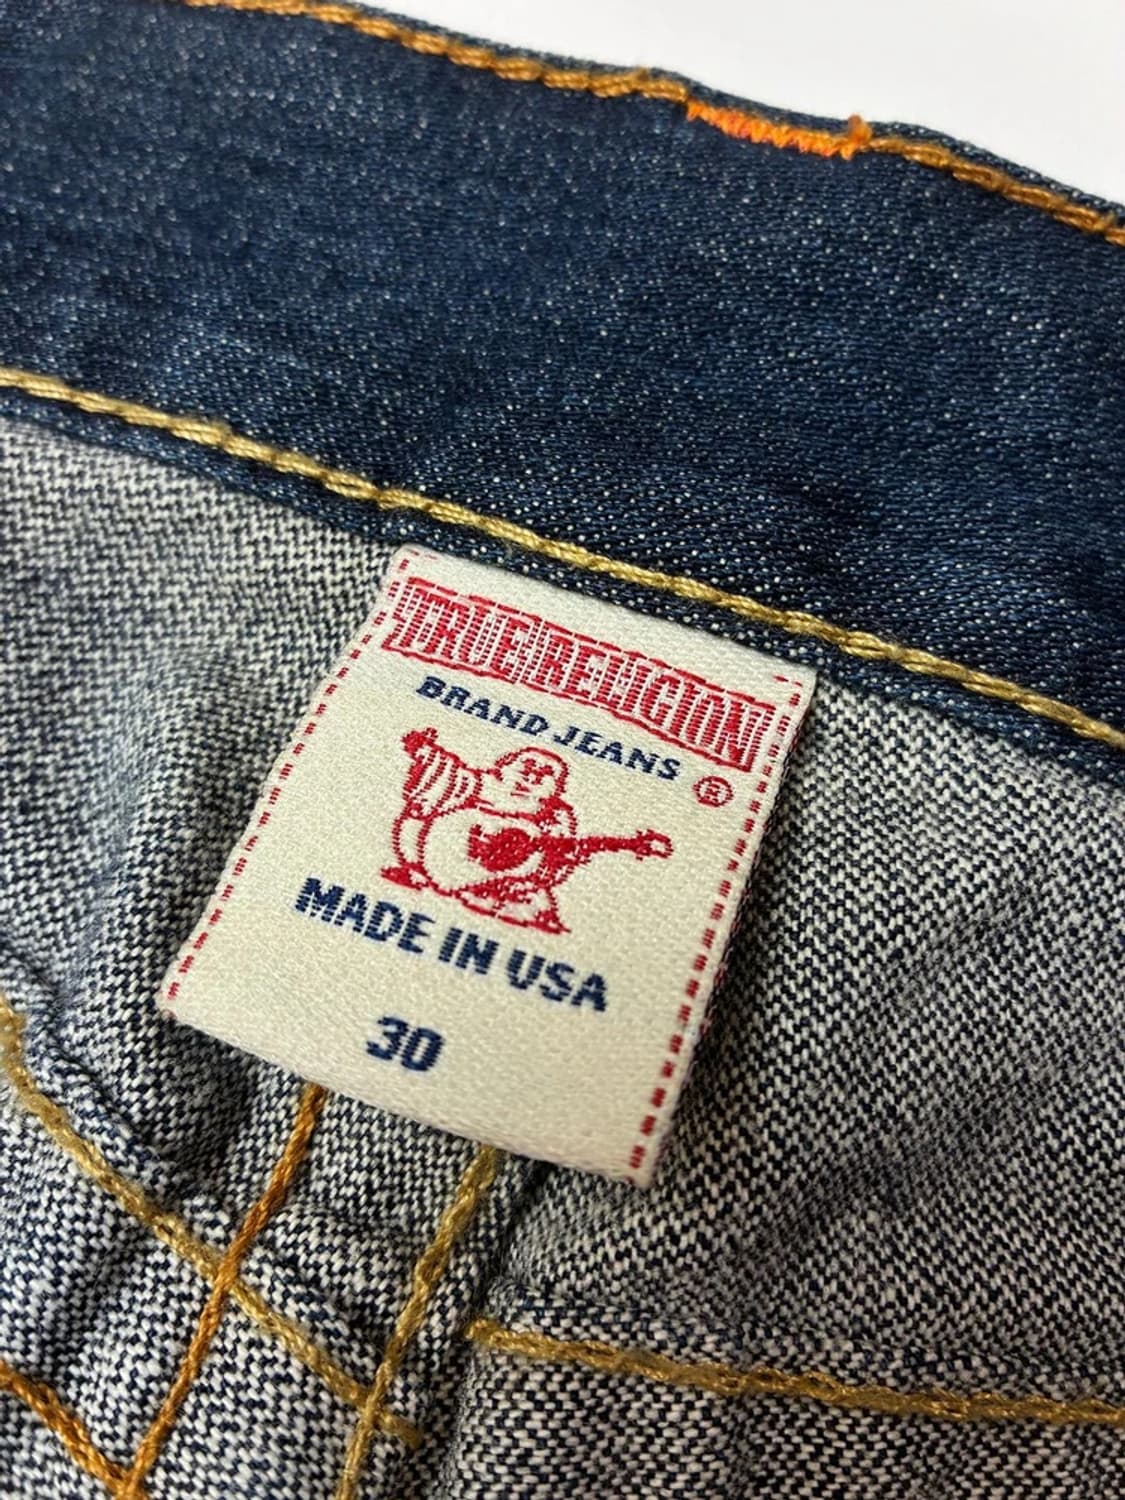 TRUE RELIGION
BRAND JEANS
®
MADE IN USA
30